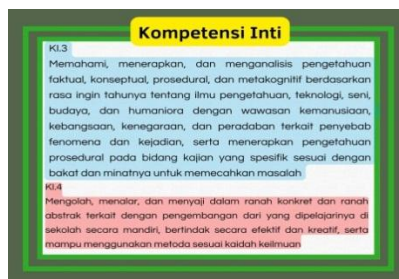 Kompetensi Inti
KI.3
Memahami, menerapkan, dan menganalisis pengetahuan
faktual, konseptual, prosedural, dan metakognitif berdasarkan
rasa ingin tahunya tentang ilmu pengetahuan, teknologi, seni,
budaya, dan humaniora dengan wawasan kemanusiaan,
kebangsaan, kenegaraan, dan peradaban terkait penyebab
fenomena dan kejadian, serta menerapkan pengetahuan
prosedural pada bidang kajian yang spesifik sesuai dengan
bakat dan minatnya untuk memecahkan masalah
KI.4
Mengolah, menalar, dan menyaji dalam ranah konkret dan ranah
abstrak terkait dengan pengembangan dari yang dipelajarinya di
sekolah secara mandiri, bertindak secara efektif dan kreatif, serta
mampu menggunakan metoda sesuai kaidah keilmuan